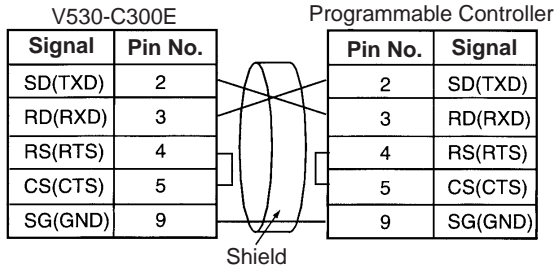 V530-C300E Programmable Controller
Signal Pin No. Pin No. Signal
SD(TXD) 2 2 SD(TXD)
RD(RXD) 3 3 RD(RXD)
RS(RTS) 4 4 RS(RTS)
CS(CTS) 5 5 CS(CTS)
SG(GND) 9 9 SG(GND)
Shield